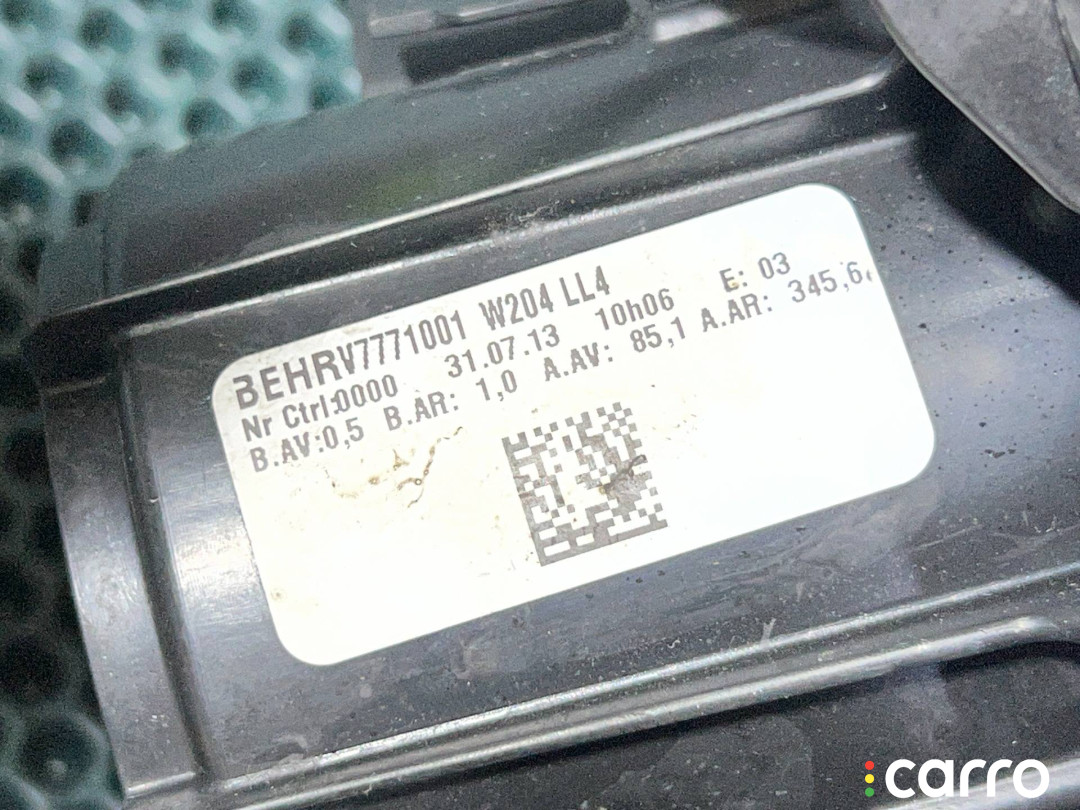 BEHRV7771001 W204 LL4
Nr Ctrl:0000 31.07.13 10h06 E: 03
B.AV:0,5 B.AR: 1,0 A.AV: 85,1 A.AR: 345,6
carro